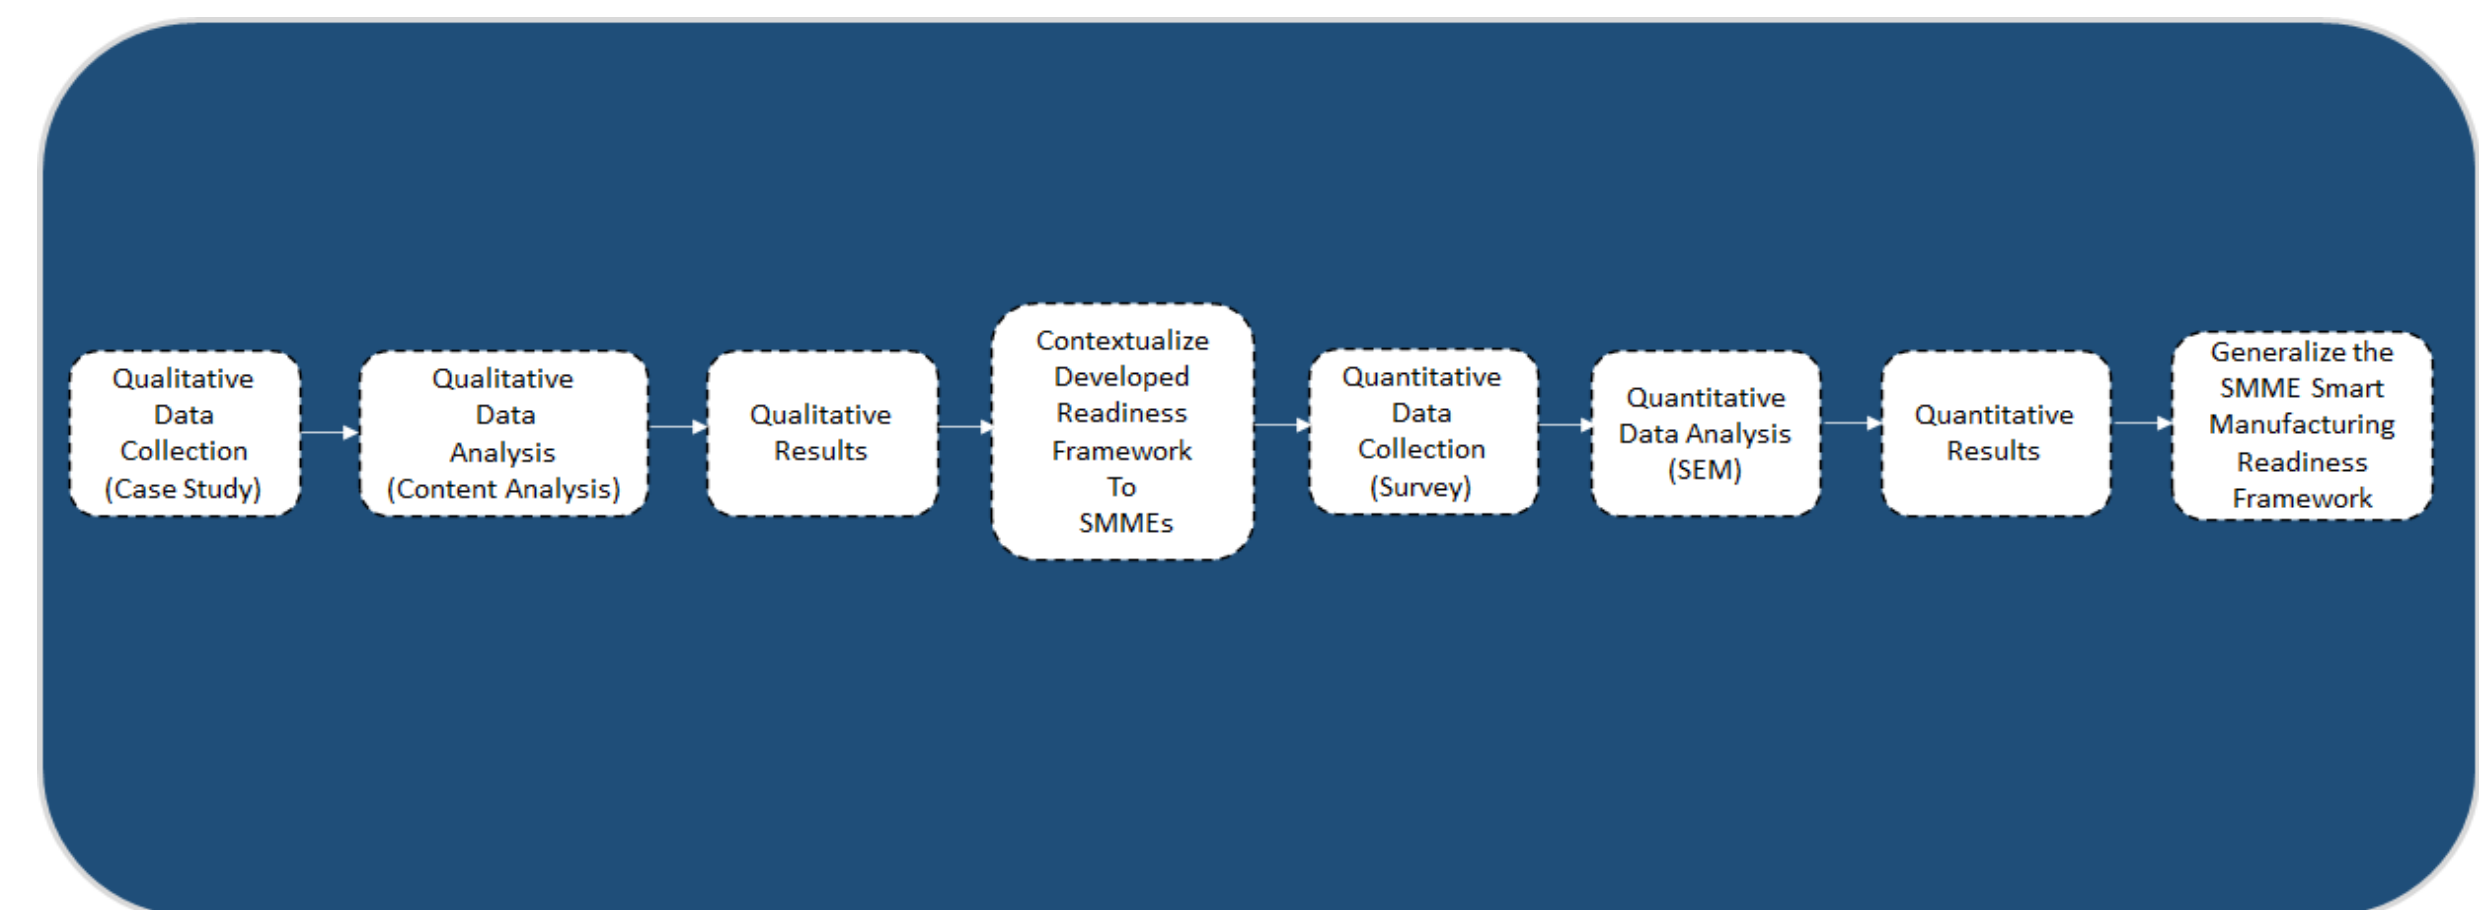 Qualitative
Data
Collection
(Case Study)
Qualitative
Data
Analysis
(Content Analysis)
Qualitative
Results
Contextualize
Developed
Readiness
Framework
To
SMMEs
Quantitative
Data
Collection
(Survey)
Quantitative
Data Analysis
(SEM)
Quantitative
Results
Generalize the
SMME Smart
Manufacturing
Readiness
Framework